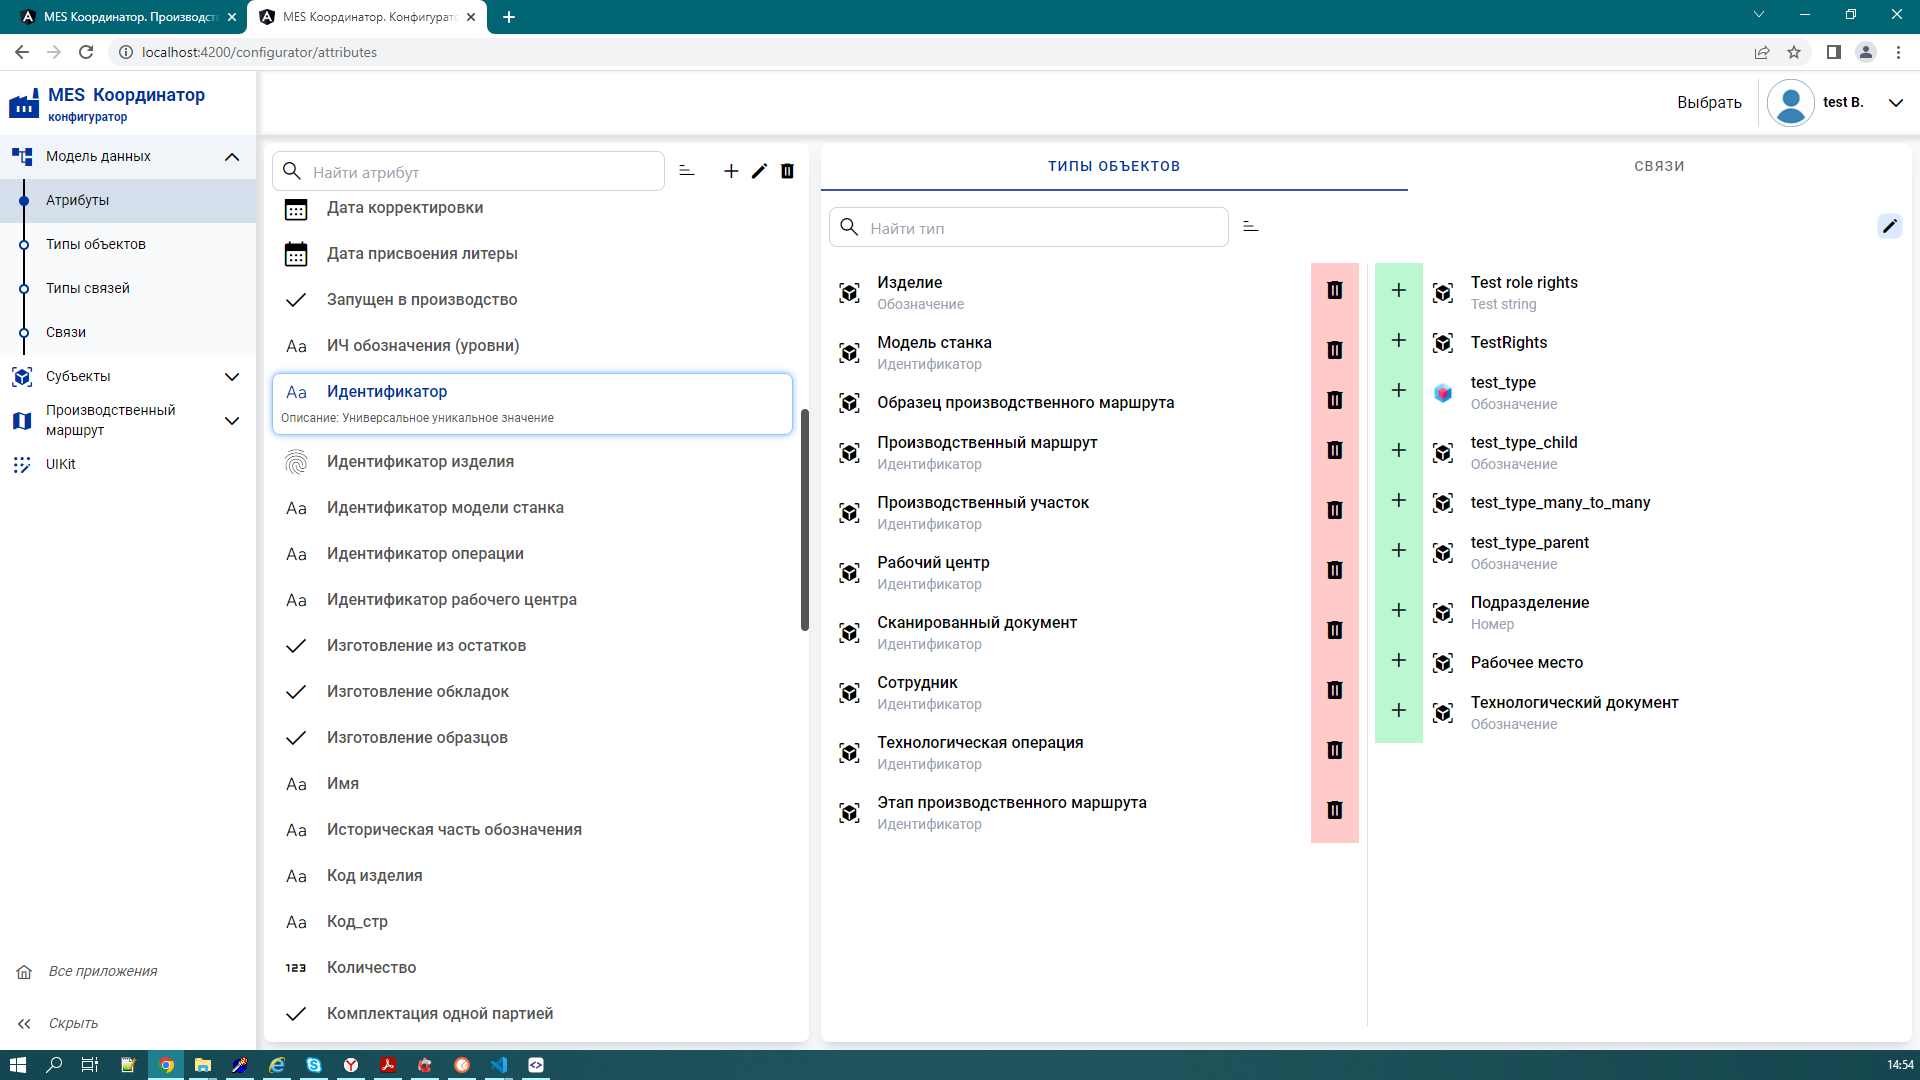 MES Координатор. Производст
MES Координатор. Конфигурато
localhost:4200/configurator/attributes
MES Координатор
конфигуратор
Выбрать
test B.
Модель данных
Атрибуты
Типы объектов
Типы связей
Связи
Субъекты
Производственный
маршрут
UIKit
Все приложения
Скрыть
Найти атрибут
Дата корректировки
Дата присвоения литеры
Запущен в производство
Aa ИЧ обозначения (уровни)
Aa Идентификатор
Описание: Универсальное уникальное значение
Идентификатор изделия
Aa Идентификатор модели станка
Aa Идентификатор операции
Aa Идентификатор рабочего центра
Изготовление из остатков
Изготовление обкладок
Изготовление образцов
Aa Имя
Aa Историческая часть обозначения
Aa Код изделия
Aa Код_стр
123 Количество
Комплектация одной партией
ТИПЫ ОБЪЕКТОВ
СВЯЗИ
Найти тип
Изделие
Обозначение
Модель станка
Идентификатор
Образец производственного маршрута
Производственный маршрут
Идентификатор
Производственный участок
Идентификатор
Рабочий центр
Идентификатор
Сканированный документ
Идентификатор
Сотрудник
Идентификатор
Технологическая операция
Идентификатор
Этап производственного маршрута
Идентификатор
Test role rights
Test string
TestRights
test_type
Обозначение
test_type_child
Обозначение
test_type_many_to_many
test_type_parent
Обозначение
Подразделение
Номер
Рабочее место
Технологический документ
Обозначение
14:54